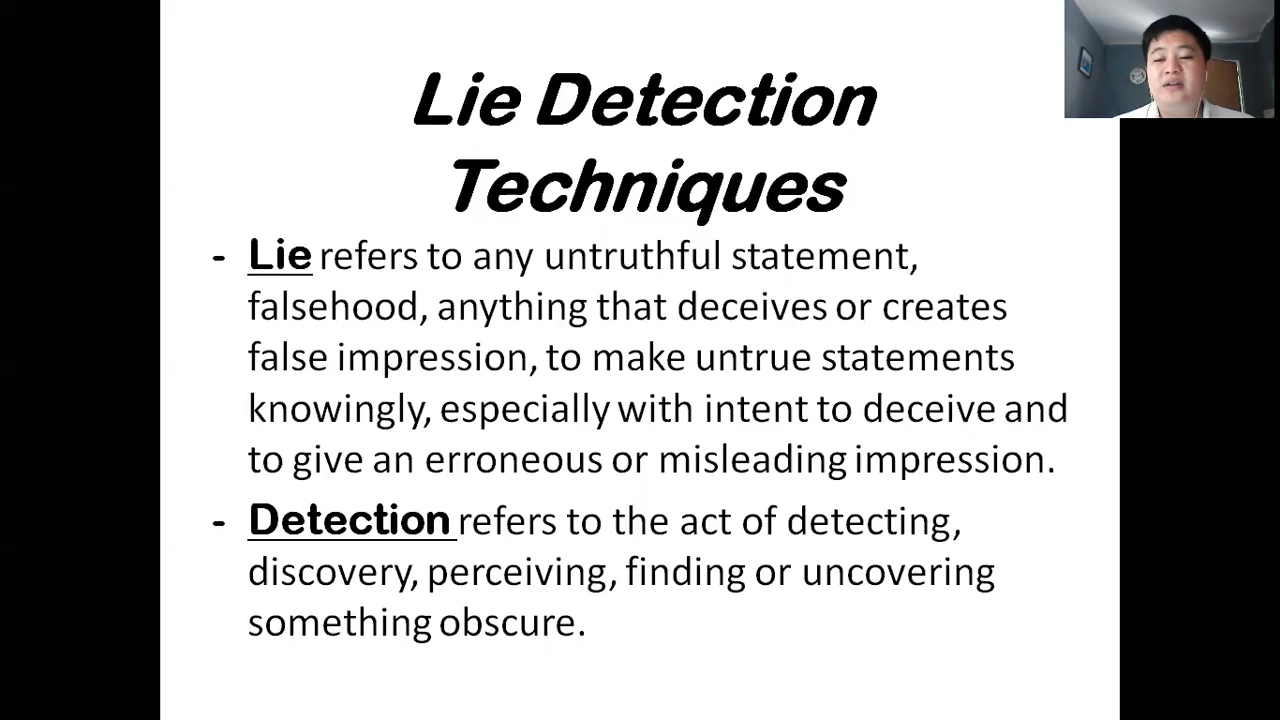 Lie Detection
Techniques
- Lie refers to any untruthful statement,
falsehood, anything that deceives or creates
false impression, to make untrue statements
knowingly, especially with intent to deceive and
to give an erroneous or misleading impression.
- Detection refers to the act of detecting,
discovery, perceiving, finding or uncovering
something obscure.